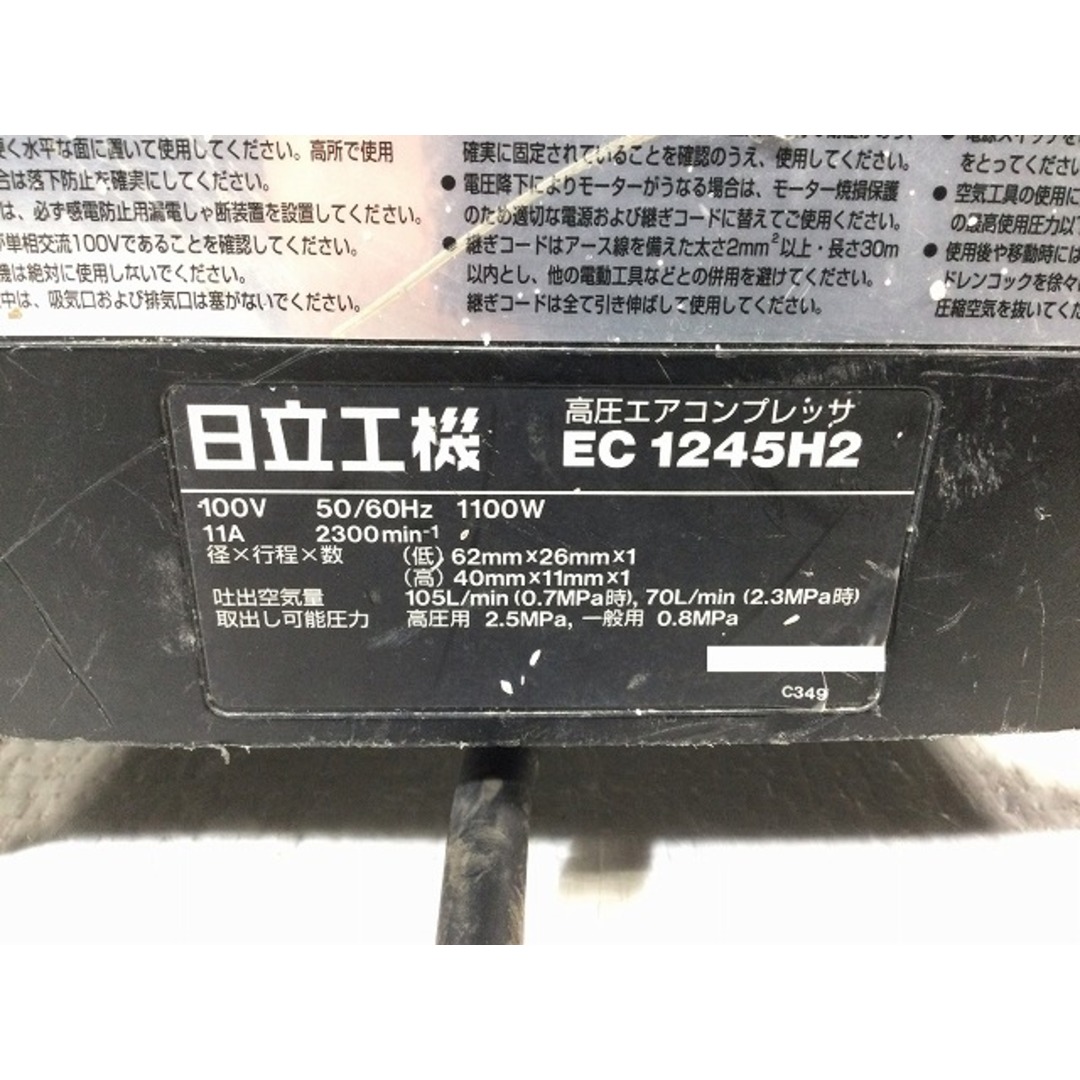 く水平な面に置いて使用してください。高所で使用
合は落下防止を確実にしてください。
は、必ず感電防止用漏電しゃ断装置を設置してください。
が単相交流100Vであることを確認してください。
機は絶対に使用しないでください。
中は、吸気口および排気口は塞がないでください。
確実に固定されていることを確認のうえ、使用してください。
● 電圧降下によりモーターがうなる場合は、モーター焼損保護
のため適切な電源および継ぎコードに替えてご使用ください。
● 継ぎコードはアース線を備えた太さ2mm²以上・長さ30m
以内とし、他の電動工具などとの併用を避けてください。
継ぎコードは全て引き伸ばして使用してください。
● 電源スイッチを
をとってください
● 空気工具の使用に
の最高使用圧力以下
● 使用後や移動時には
ドレンコックを徐々に
圧縮空気を抜いてくだ
日立工機
高圧エアコンプレッサ
EC 1245H2
100V 50/60Hz 1100W
11A 2300min-1
径×行程×数 (低) 62mm×26mm×1
(高) 40mm×11mm×1
吐出空気量 105L/min (0.7MPa時), 70L/min (2.3MPa時)
取出し可能圧力 高圧用 2.5MPa, 一般用 0.8MPa
C349